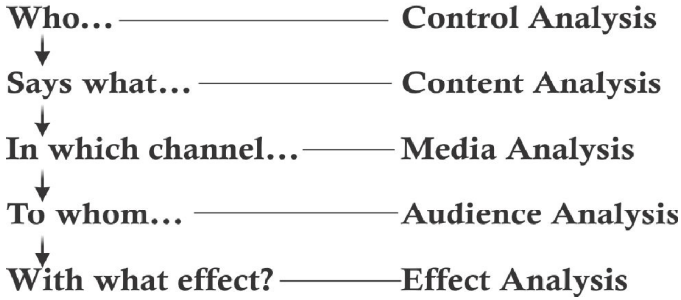 Who… Control Analysis
Says what… Content Analysis
In which channel… Media Analysis
To whom… Audience Analysis
With what effect? Effect Analysis